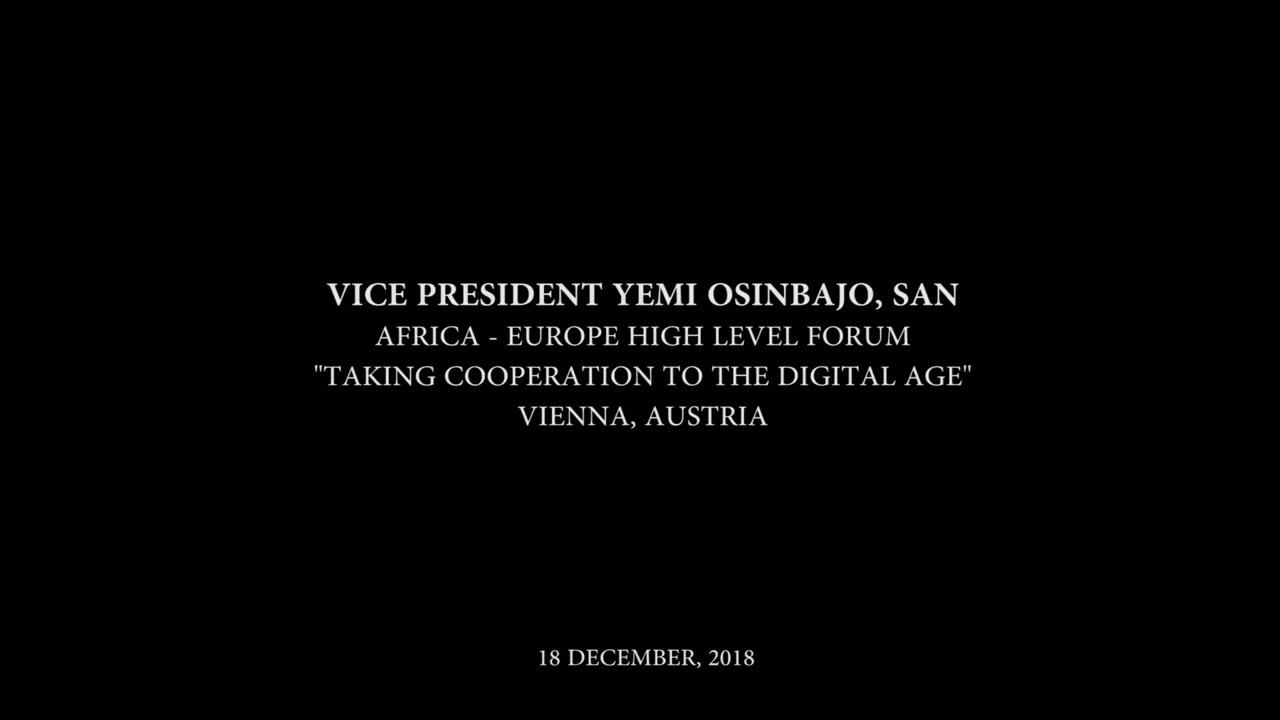 VICE PRESIDENT YEMI OSINBAJO, SAN
AFRICA - EUROPE HIGH LEVEL FORUM
"TAKING COOPERATION TO THE DIGITAL AGE"
VIENNA, AUSTRIA
18 DECEMBER, 2018